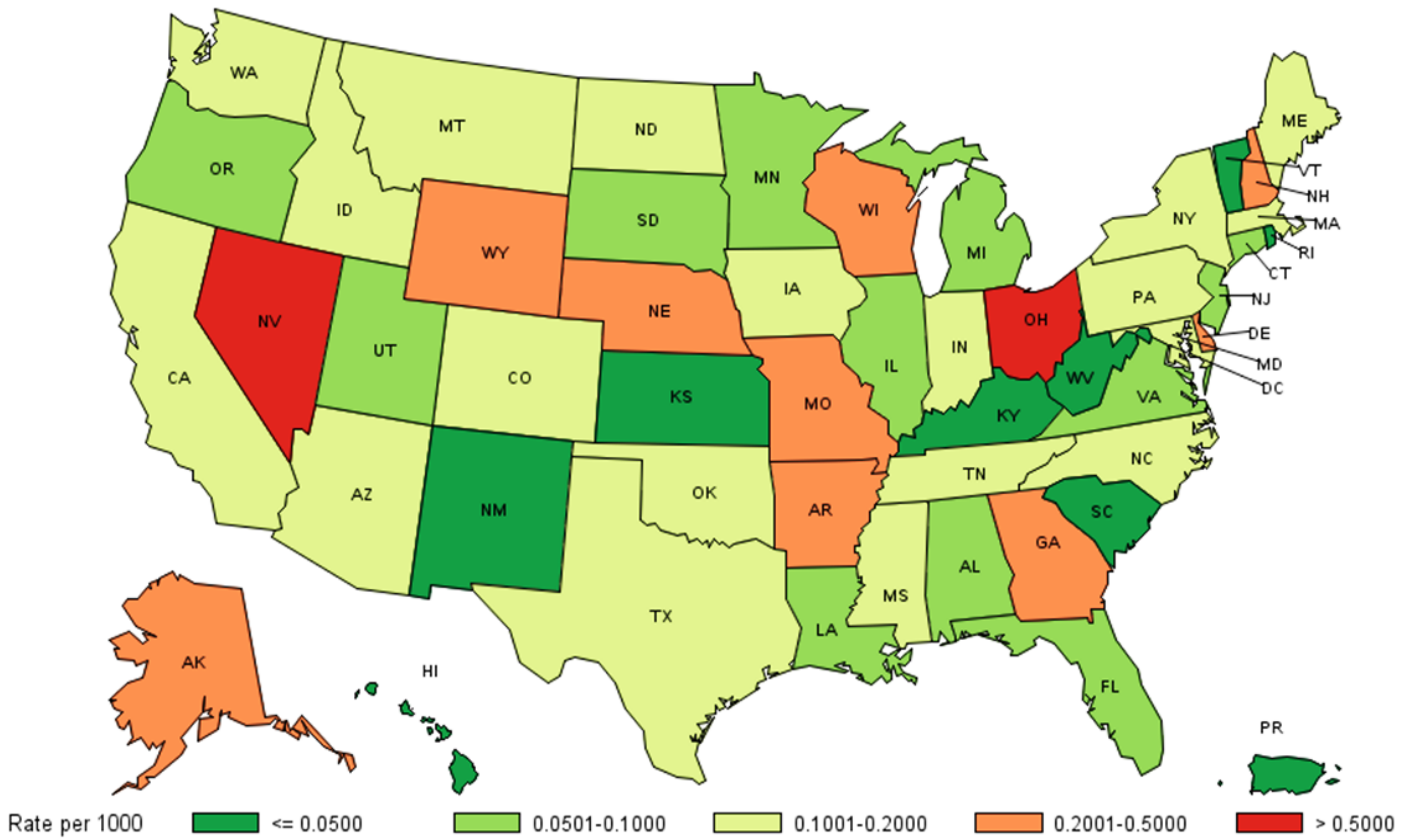 WA
MT
ND
ME
OR
MN
VT
ID
SD
WI
NH
NY
MA
WY
MI
RI
CT
IA
PA
NE
NJ
NV
OH
DE
UT
IN
MD
CA
CO
IL
WV
DC
KS
VA
MO
KY
NC
TN
AZ
OK
NM
AR
SC
GA
AL
MS
TX
LA
AK
HI
FL
PR
Rate per 1000 <= 0.0500 0.0501-0.1000 0.1001-0.2000 0.2001-0.5000 > 0.5000